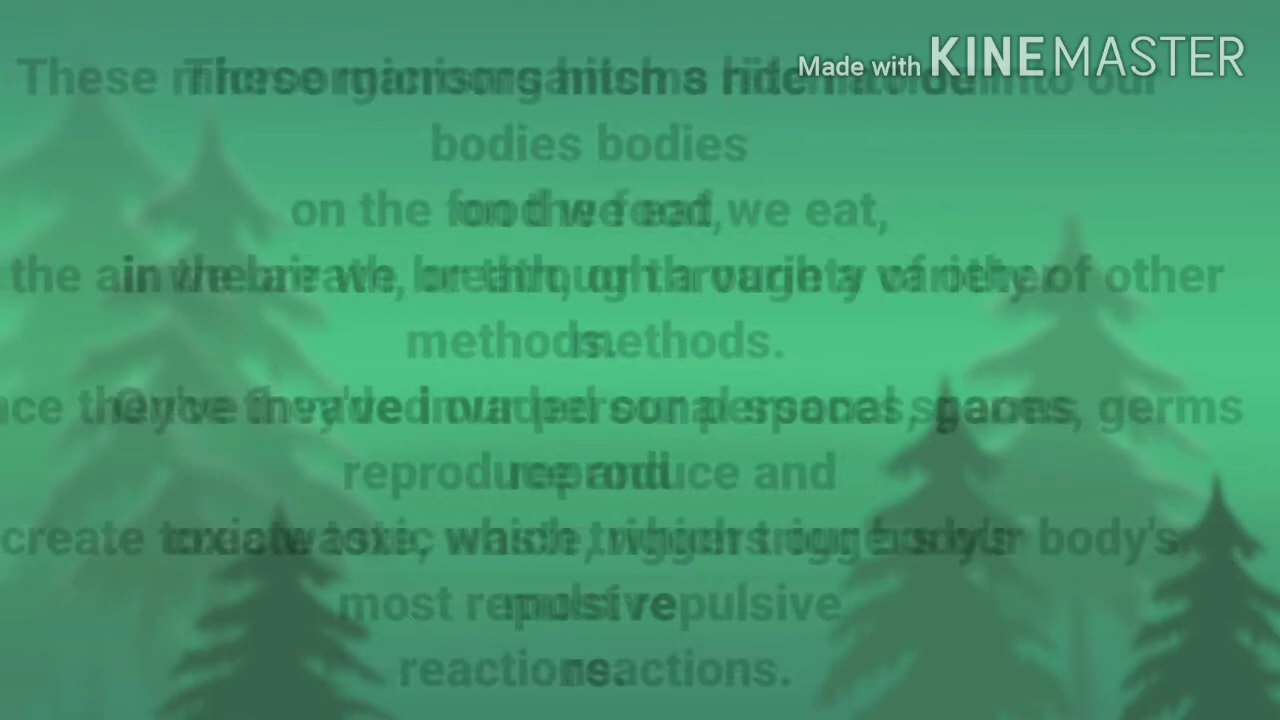 Made with KINEMASTER
These microorganisms hitch a ride into our
bodies
on the food we eat,
in the air we breath, or through a variety of other
methods.
Once they've invaded our personal spaces, germs
reproduce and
create toxic waste, which triggers our body's
most repulsive
reactions.